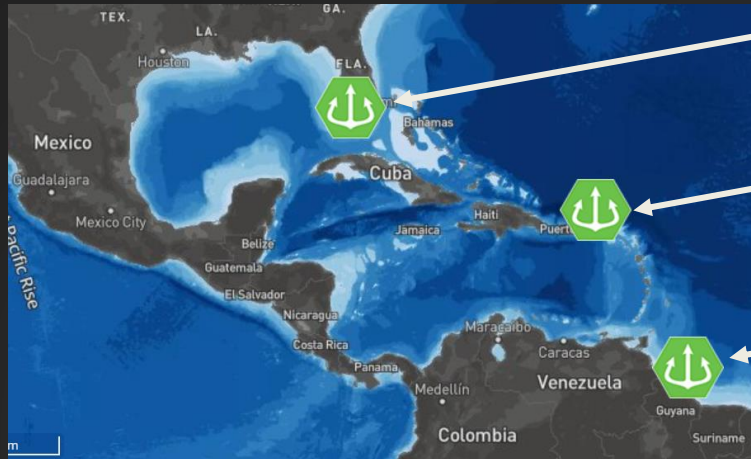 TEX.
LA.
GA.
Houston
FLA.
Bahamas
Mexico
Cuba
Guadalajara
Haiti
Mexico City
Jamaica
Belize
Pacific Rise
Guatemala
El Salvador
Nicaragua
Maracaibo
Costa Rica
Caracas
Panama
Venezuela
Medellín
Guyana
Colombia
Suriname